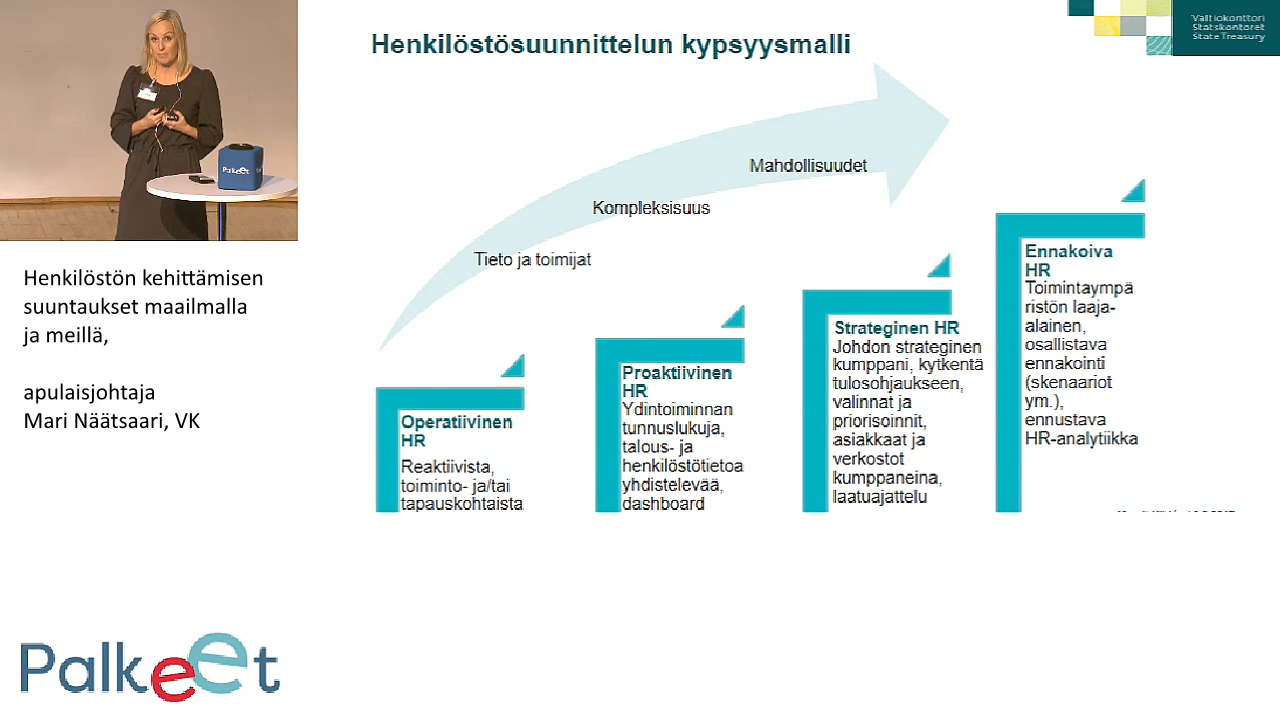 Henkilöstösuunnittelun kypsyysmalli
Valtiokonttori
Statskontoret
State Treasury
Mahdollisuudet
Kompleksisuus
Tieto ja toimijat
Operatiivinen
HR
Reaktiivista,
toiminto- ja/tai
tapauskohtaista
Proaktiivinen
HR
Ydintoiminnan
tunnuslukuja,
talous- ja
henkilöstötietoa
yhdistelevää,
dashboard
Strateginen HR
Johdon strateginen
kumppani, kytkentä
tulosohjaukseen,
valinnat ja
priorisoinnit,
asiakkaat ja
verkostot
kumppaneina,
laatuajattelu
Ennakoiva
HR
Toimintaympä
ristön laaja-
alainen,
osallistava
ennakointi
(skenaariot
ym.),
ennustava
HR-analytiikka
Palkeet
Henkilöstön kehittämisen
suuntaukset maailmalla
ja meillä,
apulaisjohtaja
Mari Näätsaari, VK
Palkeet